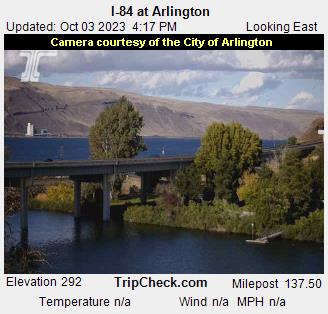 I-84 at Arlington
Updated: Oct 03 2023 4:17 PM Looking East
Camera courtesy of the City of Arlington
Elevation 292 TripCheck.com Milepost 137.50
Temperature n/a Wind n/a MPH n/a